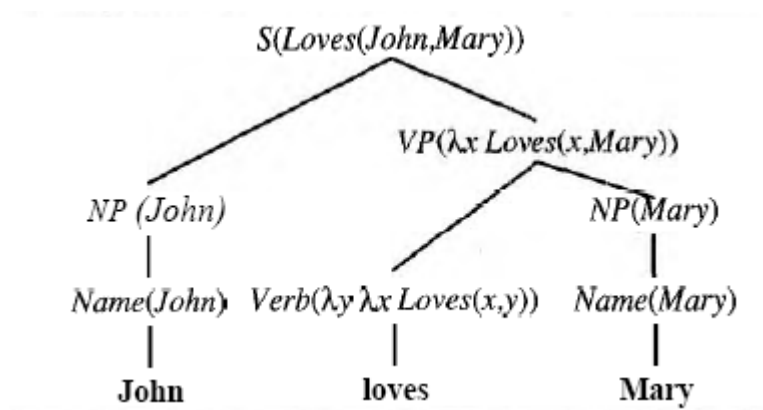 S(Loves(John,Mary))
VP(λx Loves(x,Mary))
NP (John)
NP(Mary)
Name(John)
Verb(λy λx Loves(x,y))
Name(Mary)
John
loves
Mary